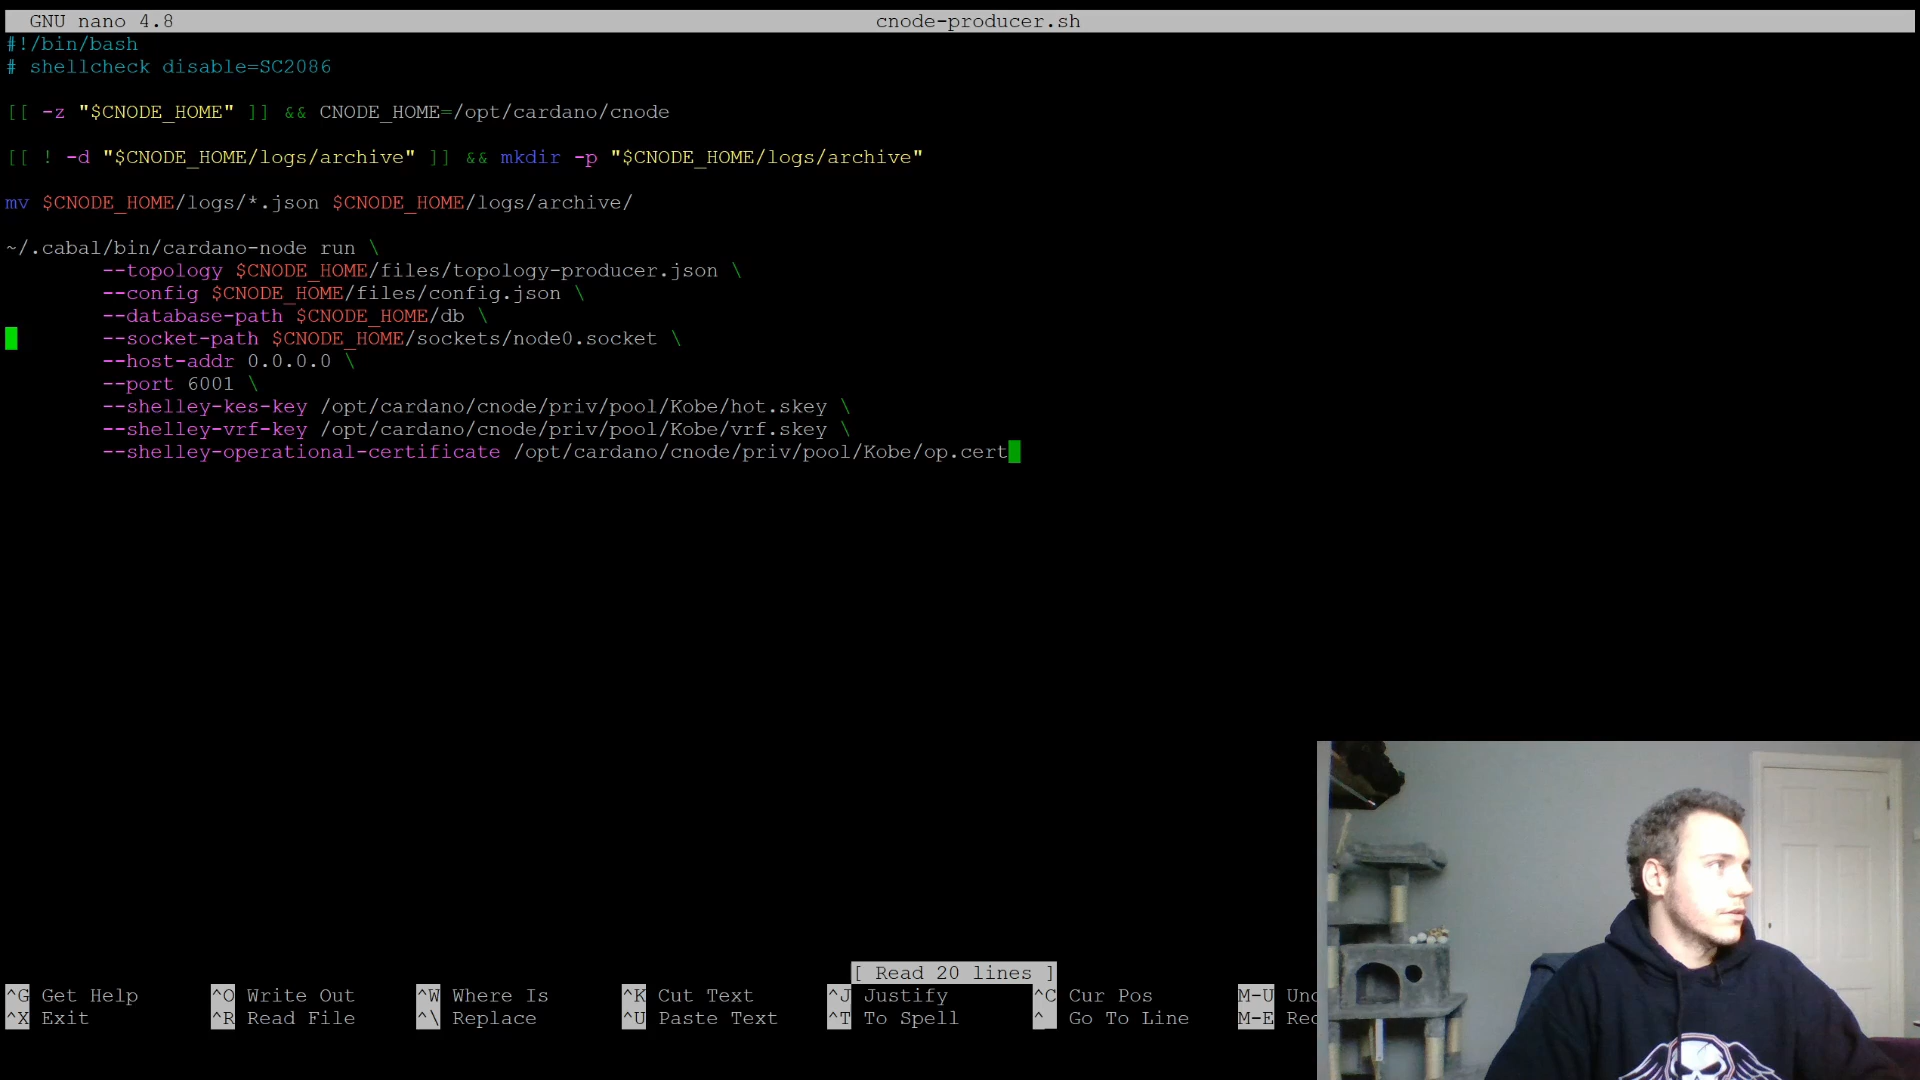 GNU nano 4.8 cnode-producer.sh
#!/bin/bash
# shellcheck disable=SC2086
[[ -z "$CNODE_HOME" ]] && CNODE_HOME=/opt/cardano/cnode
[[ ! -d "$CNODE_HOME/logs/archive" ]] && mkdir -p "$CNODE_HOME/logs/archive"
mv $CNODE_HOME/logs/*.json $CNODE_HOME/logs/archive/
~/.cabal/bin/cardano-node run \
--topology $CNODE_HOME/files/topology-producer.json \
--config $CNODE_HOME/files/config.json \
--database-path $CNODE_HOME/db \
--socket-path $CNODE_HOME/sockets/node0.socket \
--host-addr 0.0.0.0 \
--port 6001 \
--shelley-kes-key /opt/cardano/cnode/priv/pool/Kobe/hot.skey \
--shelley-vrf-key /opt/cardano/cnode/priv/pool/Kobe/vrf.skey \
--shelley-operational-certificate /opt/cardano/cnode/priv/pool/Kobe/op.cert
[ Read 20 lines ]
^G Get Help ^O Write Out ^W Where Is ^K Cut Text ^J Justify ^C Cur Pos M-U
^X Exit ^R Read File ^\ Replace ^U Paste Text ^T To Spell ^_ Go To Line M-E